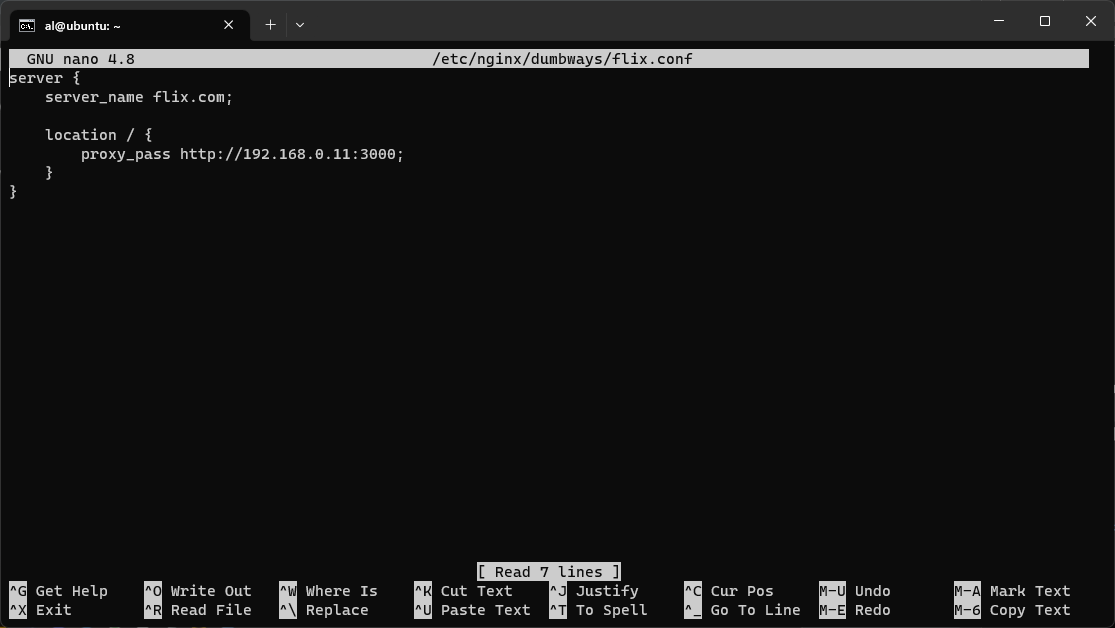 al@ubuntu: ~
GNU nano 4.8 /etc/nginx/dumbways/flix.conf
server {
    server_name flix.com;

    location / {
        proxy_pass http://192.168.0.11:3000;
    }
}
[ Read 7 lines ]
^G Get Help ^O Write Out ^W Where Is ^K Cut Text ^J Justify ^C Cur Pos M-U Undo M-A Mark Text
^X Exit ^R Read File ^\ Replace ^U Paste Text ^T To Spell ^_ Go To Line M-E Redo M-6 Copy Text